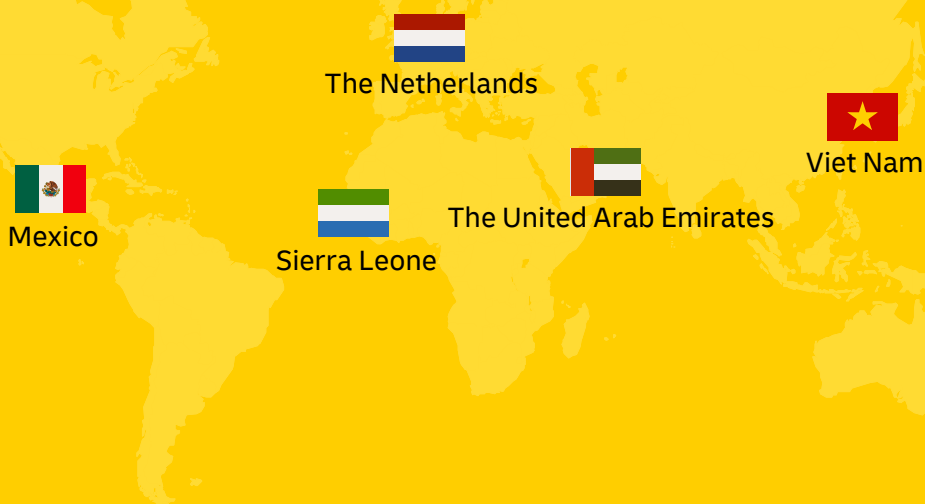 The Netherlands
Viet Nam
The United Arab Emirates
Mexico
Sierra Leone